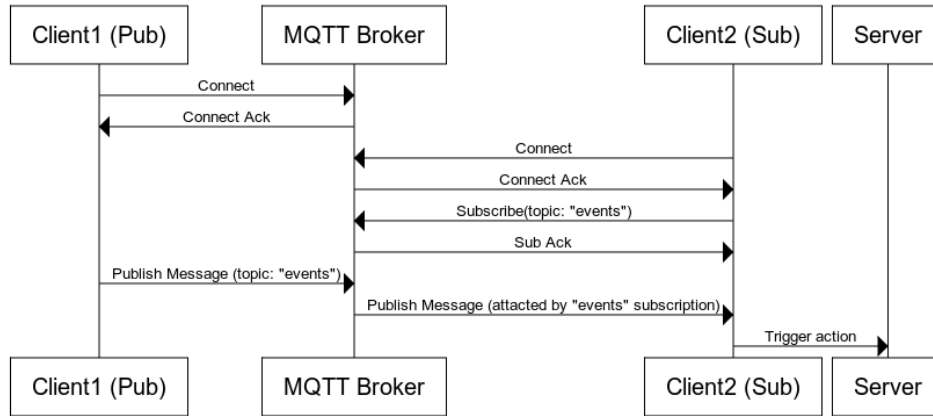 Client1 (Pub)
MQTT Broker
Client2 (Sub)
Server
Connect
Connect Ack
Connect
Connect Ack
Subscribe(topic: "events")
Sub Ack
Publish Message (topic: "events")
Publish Message (attacted by "events" subscription)
Trigger action
Client1 (Pub)
MQTT Broker
Client2 (Sub)
Server